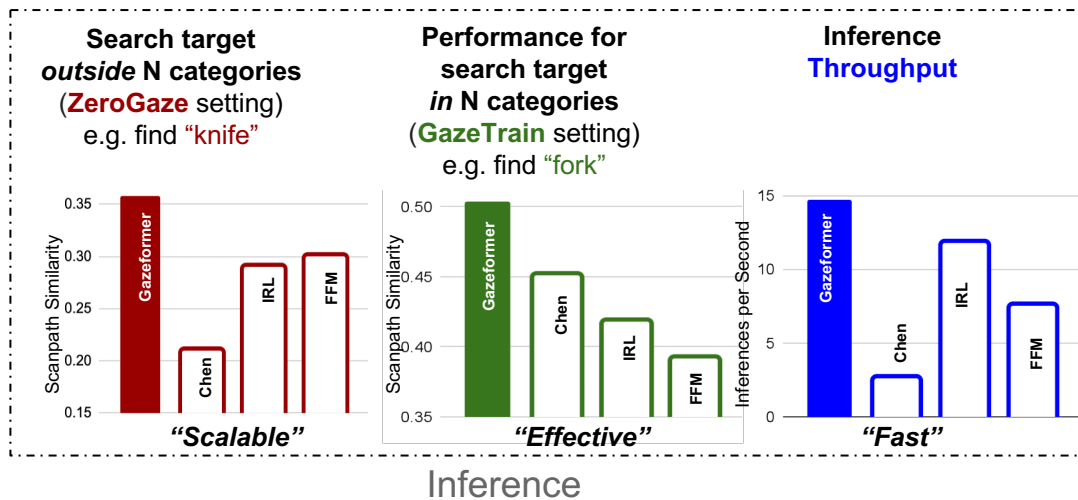 Search target
outside N categories
(ZeroGaze setting)
e.g. find “knife”
Scanpath Similarity
0.35
0.30
0.25
0.20
0.15
Gazeformer
Chen
IRL
FFM
“Scalable”
Performance for
search target
in N categories
(GazeTrain setting)
e.g. find “fork”
Scanpath Similarity
0.50
0.45
0.40
0.35
Gazeformer
Chen
IRL
FFM
“Effective”
Inference
Throughput
Inferences per Second
15
10
5
0
Gazeformer
Chen
IRL
FFM
“Fast”
Inference